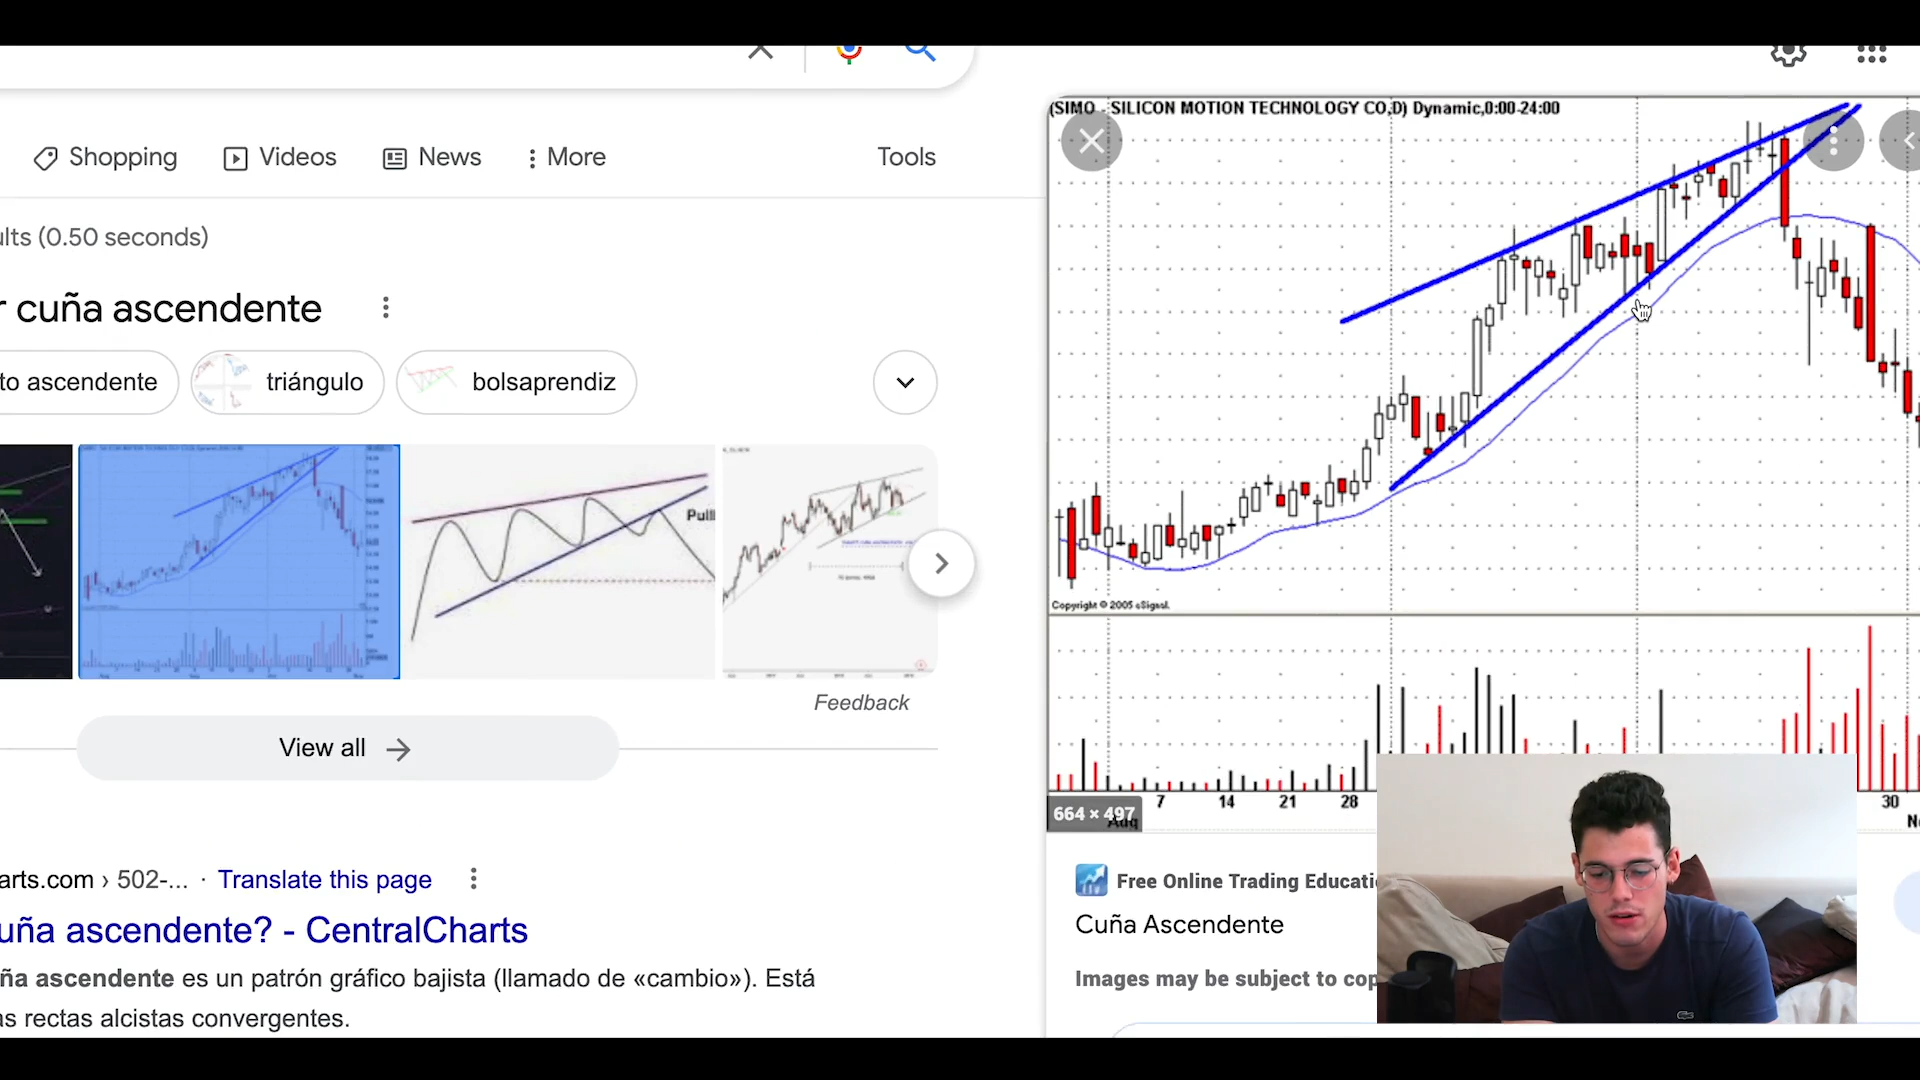 Shopping
Videos
News
More
Tools
ults (0.50 seconds)
r cuña ascendente
to ascendente
triángulo
bolsaprendiz
Pull
Feedback
View all
arts.com › 502-... · Translate this page
uña ascendente? - CentralCharts
ña ascendente es un patrón gráfico bajista (llamado de «cambio»). Está
as rectas alcistas convergentes.
(SIMO - SILICON MOTION TECHNOLOGY CO,D) Dynamic,0:00-24:00
Copyright © 2005 eSignal.
7 14 21 28 30
664 × 497
Aug
Free Online Trading Educati
Cuña Ascendente
Images may be subject to cop